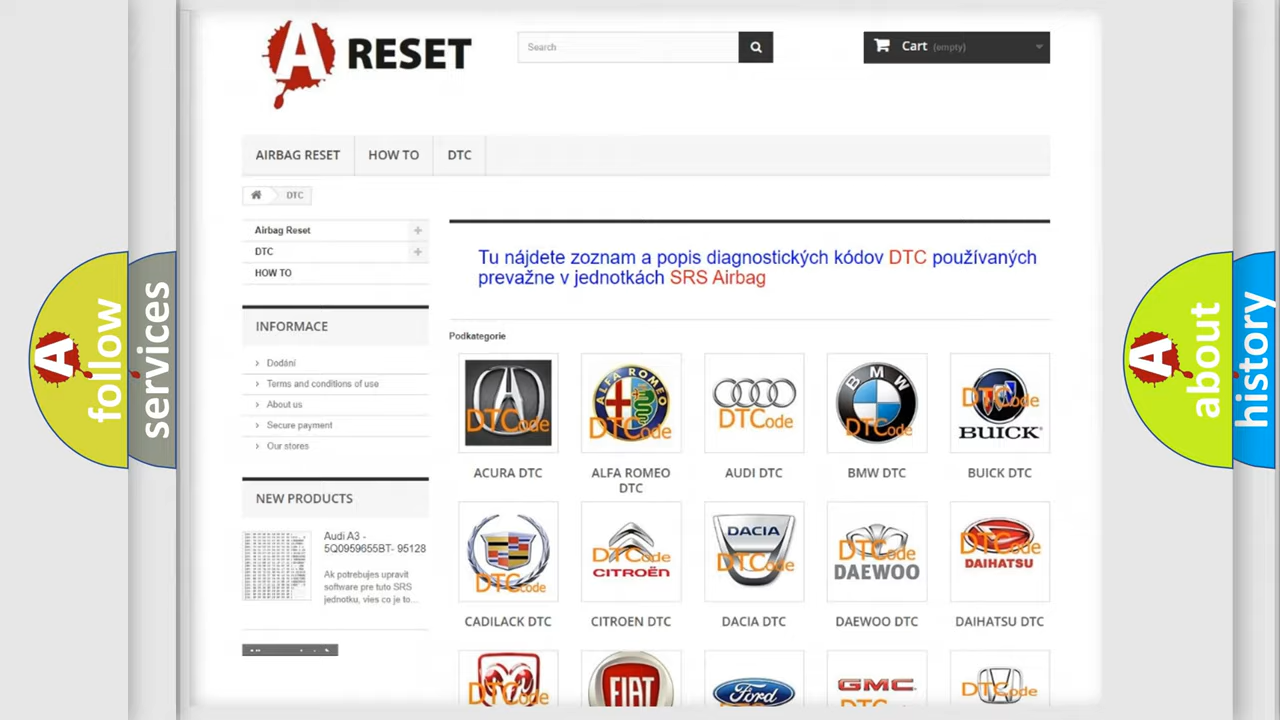 A RESET
Search
Cart (empty)
AIRBAG RESET
HOW TO
DTC
DTC
Airbag Reset
DTC
HOW TO
INFORMACE
Dodání
Terms and conditions of use
About us
Secure payment
Our stores
NEW PRODUCTS
Audi A3 -
5Q0959655BT- 95128
Ak potrebujes upravit
software pre tuto SRS
jednotku, vies co je to...
Tu nájdete zoznam a popis diagnostických kódov DTC používaných
prevažne v jednotkách SRS Airbag
Podkategorie
DTCode
ALFA ROMEO
DTCode
DTCode
BMW
DTCode
DTCode
BUICK
ACURA DTC
ALFA ROMEO
DTC
AUDI DTC
BMW DTC
BUICK DTC
DTCode
DTCode
CITROËN
DACIA
DTCode
DTCode
DAEWOO
DTCode
DAIHATSU
CADILACK DTC
CITROEN DTC
DACIA DTC
DAEWOO DTC
DAIHATSU DTC
DTCode
FIAT
Ford
GMC
DTCode
A
follow
services
A
about
history